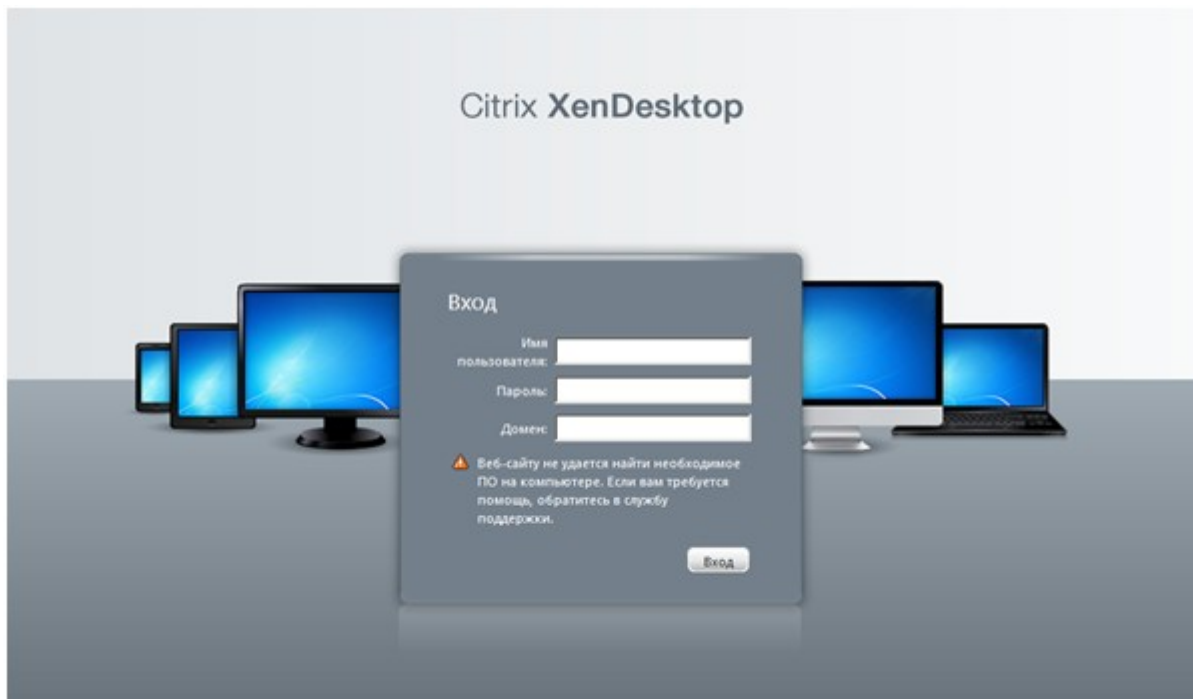 Citrix XenDesktop
Вход
Имя
пользователя:
Пароль:
Домен:
Веб-сайту не удается найти необходимое
ПО на компьютере. Если вам требуется
помощь, обратитесь в службу
поддержки.
Вход